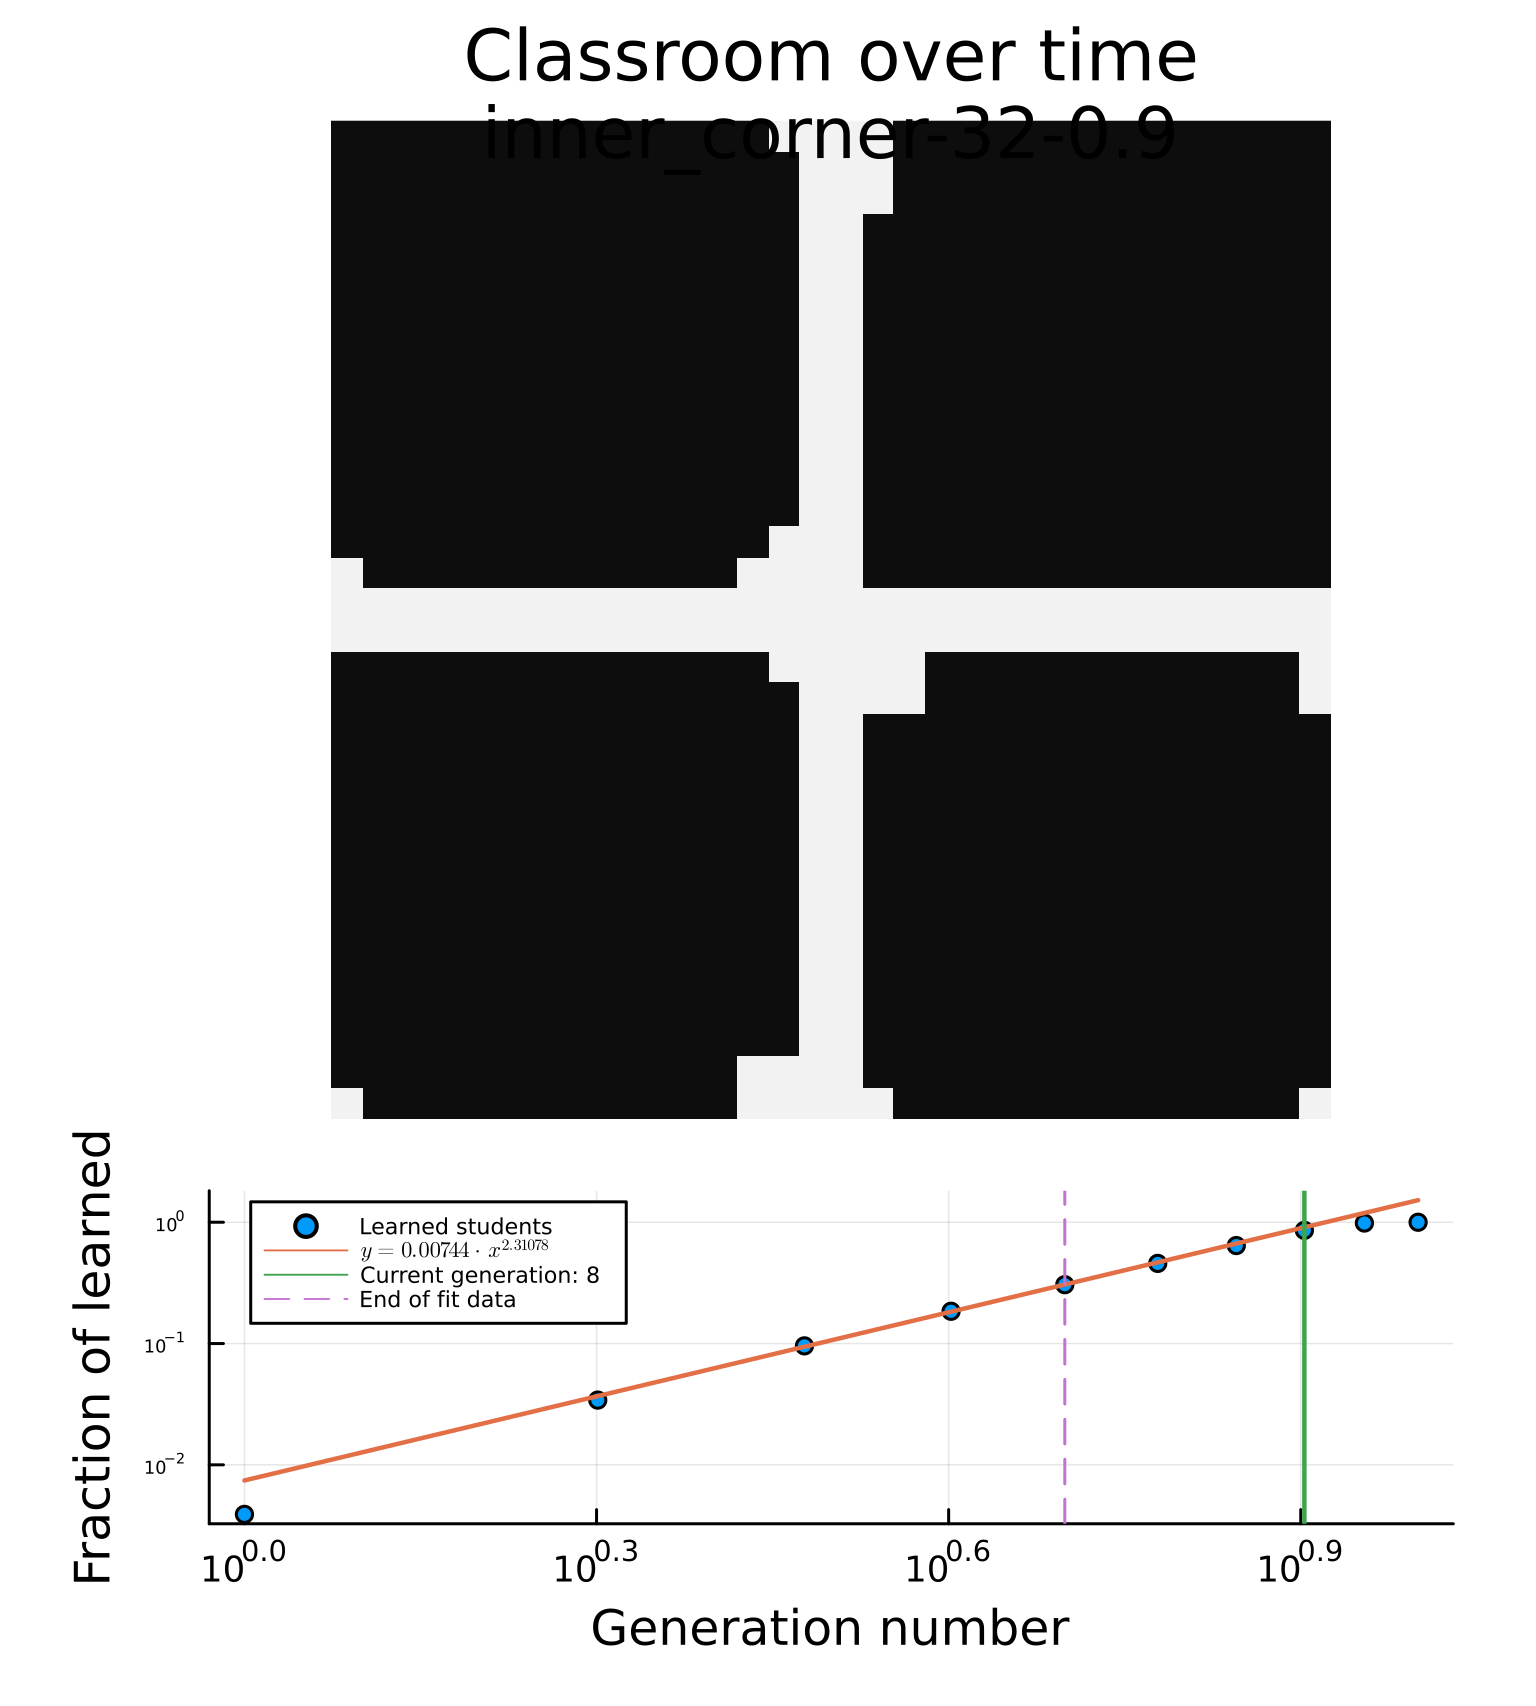 Classroom over time
inner_corner-32-0.9
Fraction of learned
10^0
10^-1
10^-2
Learned students
y = 0.00744 · x^2.31078
Current generation: 8
End of fit data
10^0.0
10^0.3
10^0.6
10^0.9
Generation number